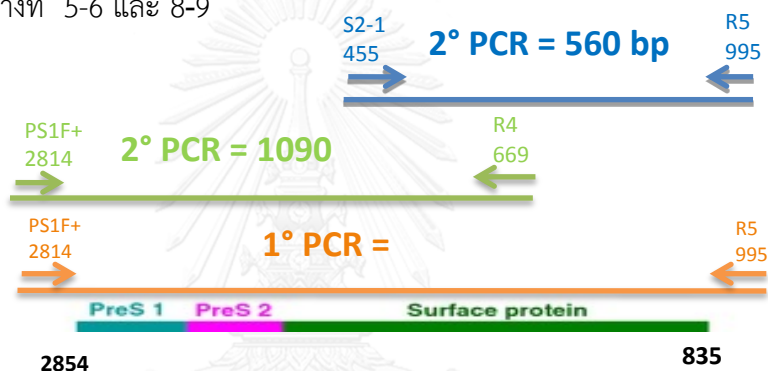 างที่ 5-6 และ 8-9
S2-1
455
2° PCR = 560 bp
R5
995
PS1F+
2814
2° PCR = 1090
R4
669
PS1F+
2814
1° PCR =
R5
995
PreS 1 PreS 2 Surface protein
2854
835